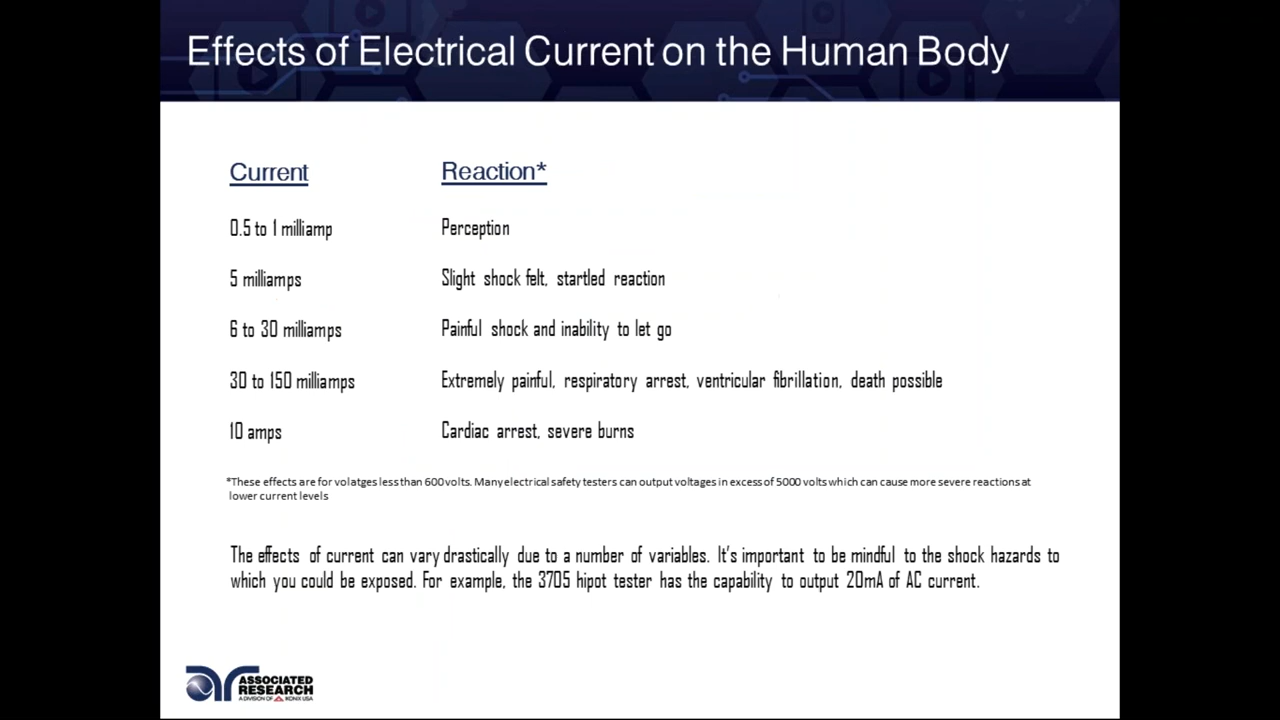 Effects of Electrical Current on the Human Body
Current Reaction*
0.5 to 1 milliamp Perception
5 milliamps Slight shock felt, startled reaction
6 to 30 milliamps Painful shock and inability to let go
30 to 150 milliamps Extremely painful, respiratory arrest, ventricular fibrillation, death possible
10 amps Cardiac arrest, severe burns
*These effects are for volatges less than 600 volts. Many electrical safety testers can output voltages in excess of 5000 volts which can cause more severe reactions at
lower current levels
The effects of current can vary drastically due to a number of variables. It's important to be mindful to the shock hazards to
which you could be exposed. For example, the 3705 hipot tester has the capability to output 20mA of AC current.
ASSOCIATED
RESEARCH
A DIVISION OF IKONIX USA